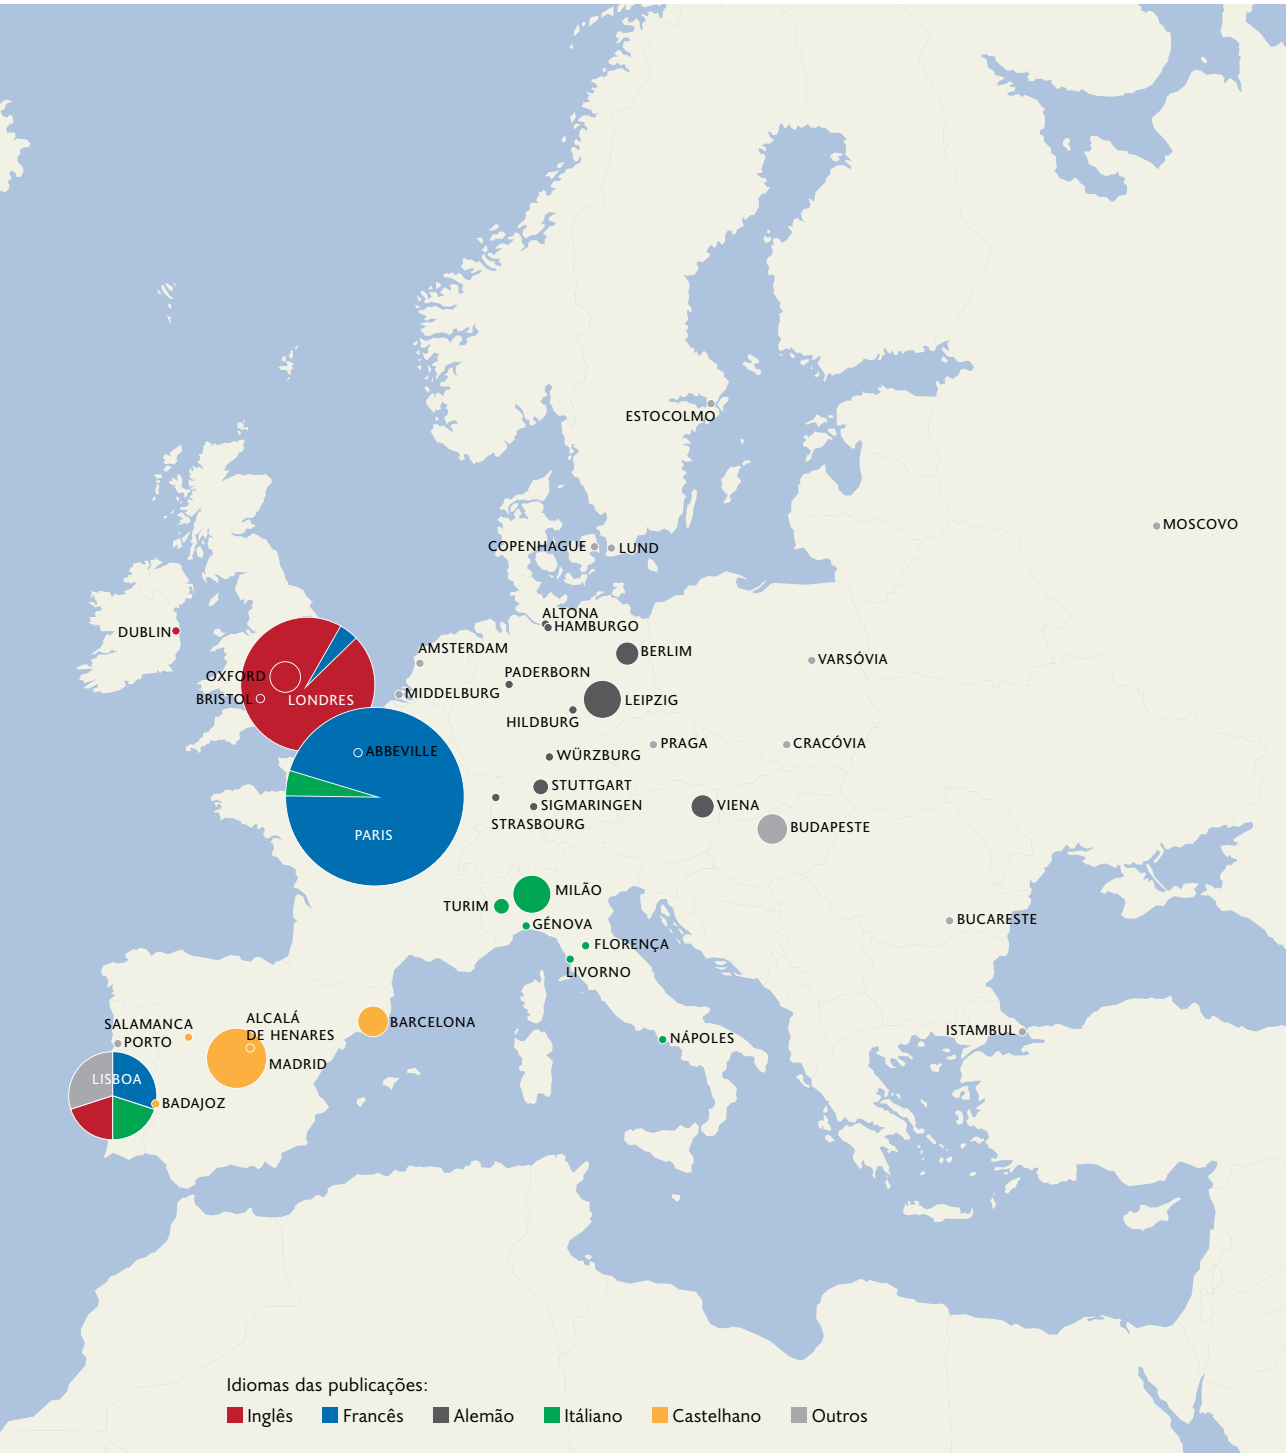 ESTOCOLMO
MOSCOVO
COPENHAGUE
LUND
ALTONA
HAMBURGO
DUBLIN
AMSTERDAM
BERLIM
VARSÓVIA
OXFORD
PADERBORN
BRISTOL
LONDRES
MIDDELBURG
LEIPZIG
HILDBURG
ABBEVILLE
WÜRZBURG
PRAGA
CRACÓVIA
STUTTGART
SIGMARINGEN
VIENA
STRASBOURG
BUDAPESTE
PARIS
MILÃO
TURIM
GÉNOVA
BUCARESTE
FLORENÇA
LIVORNO
SALAMANCA
ALCALÁ
DE HENARES
BARCELONA
PORTO
NÁPOLES
ISTAMBUL
MADRID
LISBOA
BADAJOZ
Idiomas das publicações:
Inglês Francês Alemão Itáliano Castelhano Outros